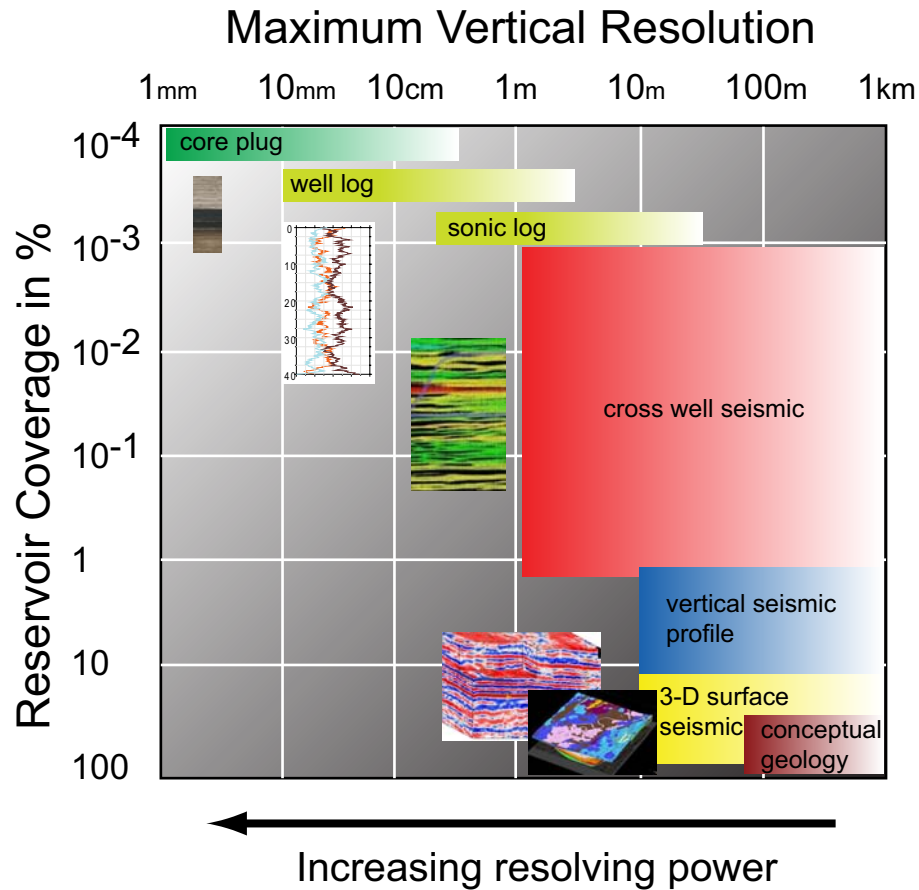 Maximum Vertical Resolution
1mm 10mm 10cm 1m 10m 100m 1km
Reservoir Coverage in %
10-4
core plug
well log
sonic log
10-3
0
10
20
30
40
10-2
cross well seismic
10-1
1
vertical seismic
profile
10
3-D surface
seismic
conceptual
geology
100
Increasing resolving power